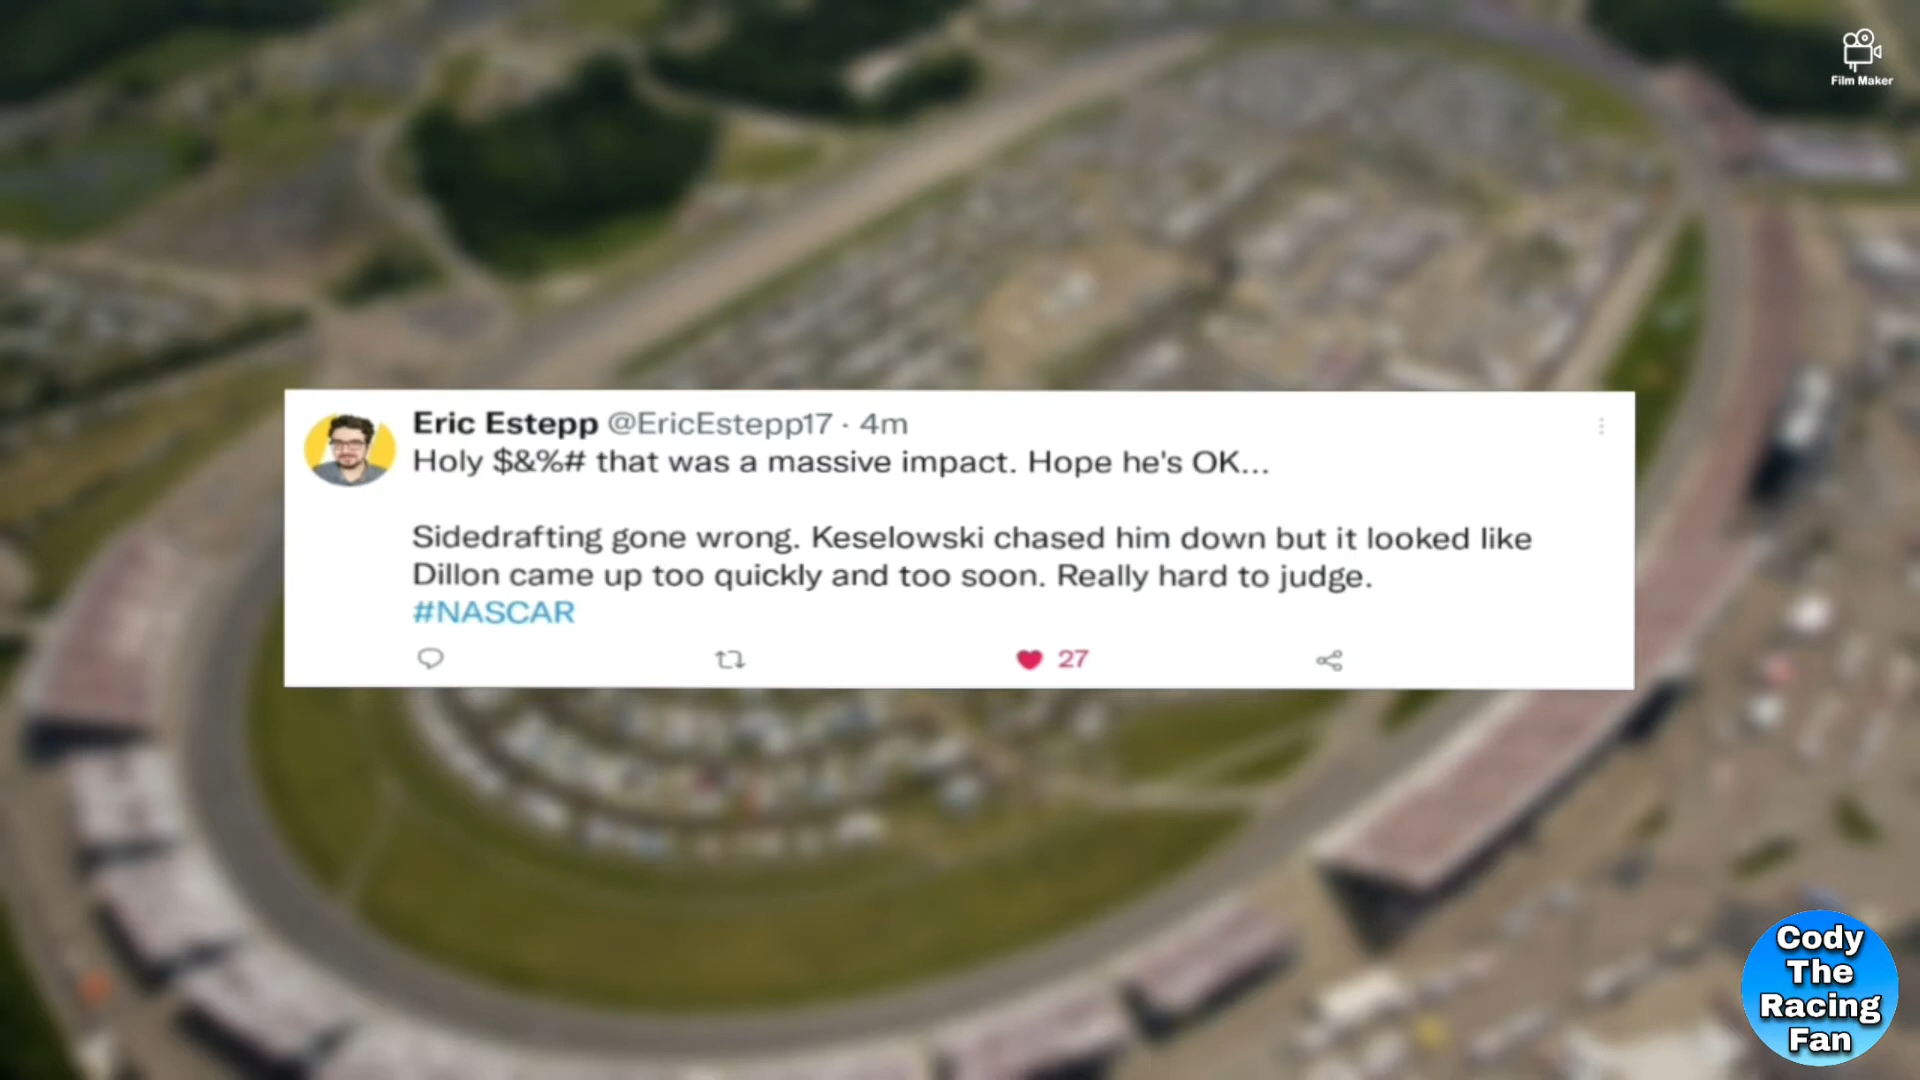 Film Maker
Eric Estepp @EricEstepp17 · 4m
Holy $&%# that was a massive impact. Hope he's OK...
Sidedrafting gone wrong. Keselowski chased him down but it looked like
Dillon came up too quickly and too soon. Really hard to judge.
#NASCAR
27
Cody
The
Racing
Fan